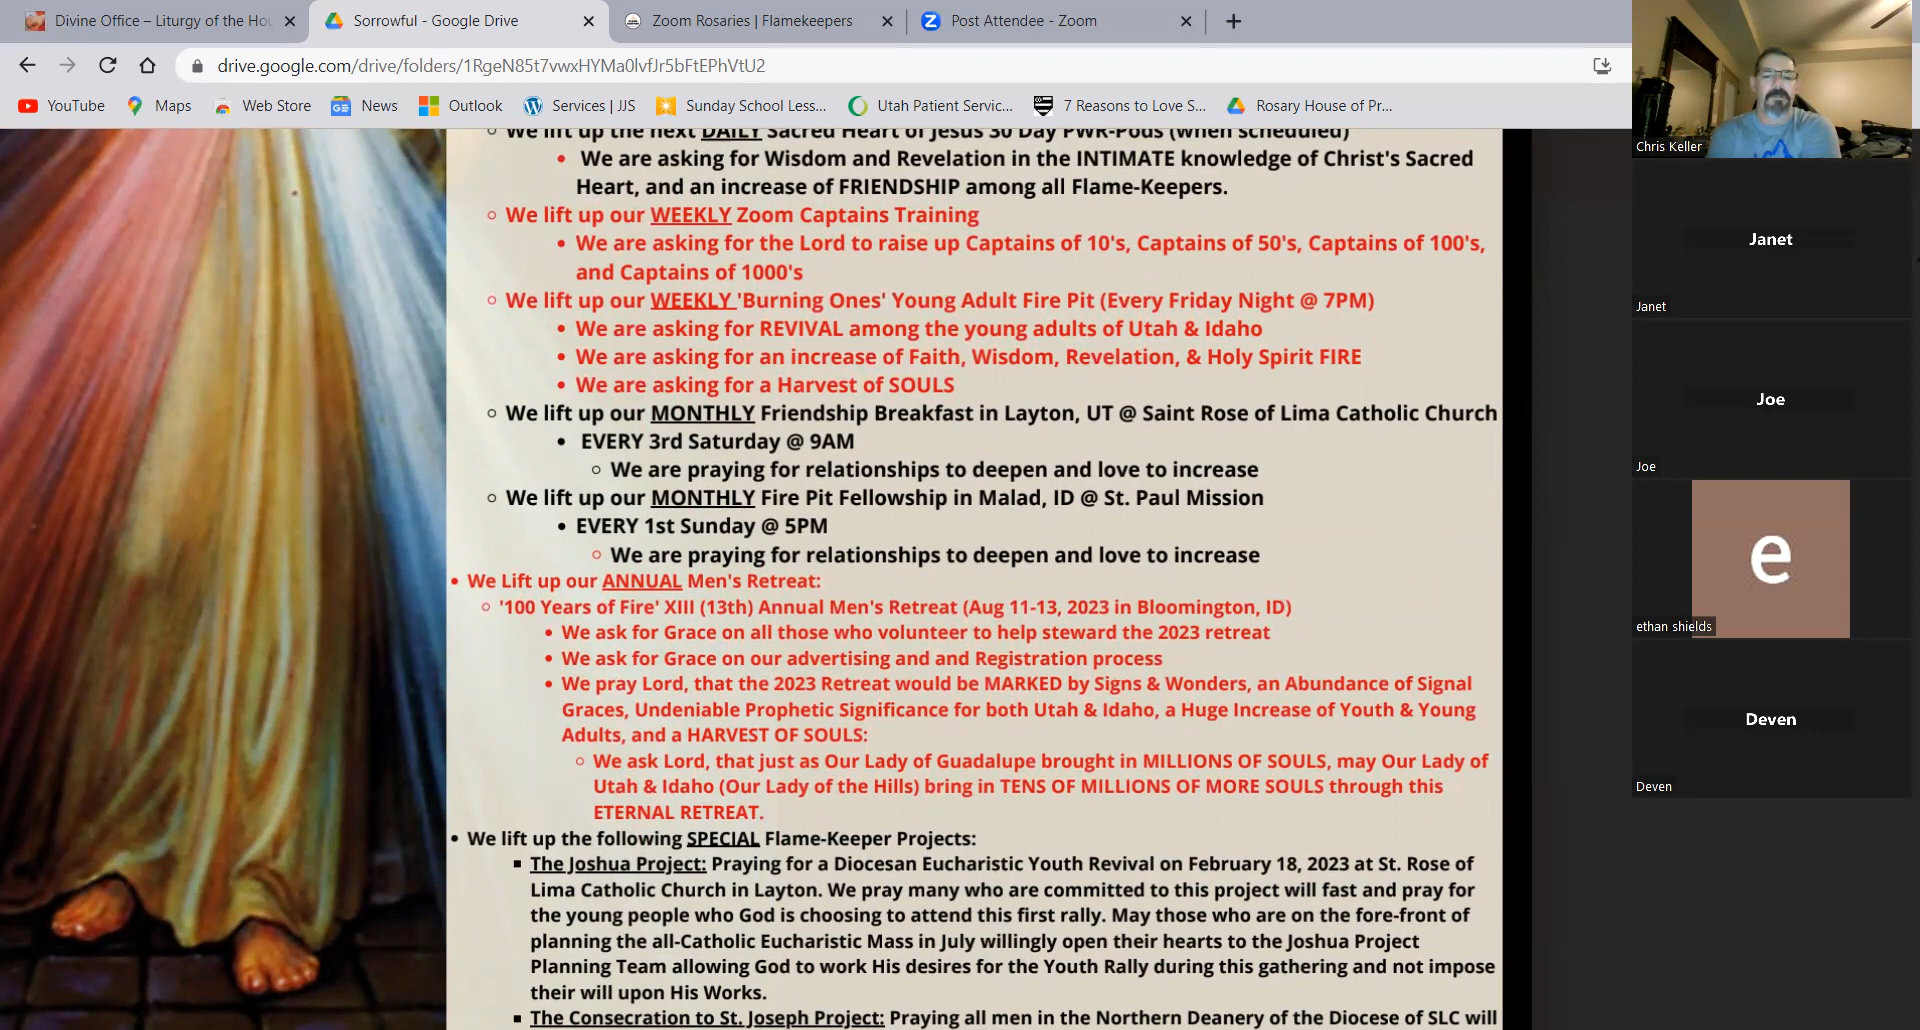 Divine Office – Liturgy of the Hou
Sorrowful - Google Drive
Zoom Rosaries | Flamekeepers
Post Attendee - Zoom
drive.google.com/drive/folders/1RgeN85t7vwxHYMa0lvfJr5bFtEPhVtU2
YouTube
Maps
Web Store
News
Outlook
Services | JJS
Sunday School Less...
Utah Patient Servic...
7 Reasons to Love S...
Rosary House of Pr...
We lift up the next DAILY Sacred Heart of Jesus 30 Day PWR-Pods (when scheduled)
We are asking for Wisdom and Revelation in the INTIMATE knowledge of Christ's Sacred
Heart, and an increase of FRIENDSHIP among all Flame-Keepers.
We lift up our WEEKLY Zoom Captains Training
We are asking for the Lord to raise up Captains of 10's, Captains of 50's, Captains of 100's,
and Captains of 1000's
We lift up our WEEKLY 'Burning Ones' Young Adult Fire Pit (Every Friday Night @ 7PM)
We are asking for REVIVAL among the young adults of Utah & Idaho
We are asking for an increase of Faith, Wisdom, Revelation, & Holy Spirit FIRE
We are asking for a Harvest of SOULS
We lift up our MONTHLY Friendship Breakfast in Layton, UT @ Saint Rose of Lima Catholic Church
EVERY 3rd Saturday @ 9AM
We are praying for relationships to deepen and love to increase
We lift up our MONTHLY Fire Pit Fellowship in Malad, ID @ St. Paul Mission
EVERY 1st Sunday @ 5PM
We are praying for relationships to deepen and love to increase
We Lift up our ANNUAL Men's Retreat:
'100 Years of Fire' XIII (13th) Annual Men's Retreat (Aug 11-13, 2023 in Bloomington, ID)
We ask for Grace on all those who volunteer to help steward the 2023 retreat
We ask for Grace on our advertising and and Registration process
We pray Lord, that the 2023 Retreat would be MARKED by Signs & Wonders, an Abundance of Signal
Graces, Undeniable Prophetic Significance for both Utah & Idaho, a Huge Increase of Youth & Young
Adults, and a HARVEST OF SOULS:
We ask Lord, that just as Our Lady of Guadalupe brought in MILLIONS OF SOULS, may Our Lady of
Utah & Idaho (Our Lady of the Hills) bring in TENS OF MILLIONS OF MORE SOULS through this
ETERNAL RETREAT.
We lift up the following SPECIAL Flame-Keeper Projects:
The Joshua Project: Praying for a Diocesan Eucharistic Youth Revival on February 18, 2023 at St. Rose of
Lima Catholic Church in Layton. We pray many who are committed to this project will fast and pray for
the young people who God is choosing to attend this first rally. May those who are on the fore-front of
planning the all-Catholic Eucharistic Mass in July willingly open their hearts to the Joshua Project
Planning Team allowing God to work His desires for the Youth Rally during this gathering and not impose
their will upon His Works.
The Consecration to St. Joseph Project: Praying all men in the Northern Deanery of the Diocese of SLC will
Chris Keller
Janet
Janet
Joe
Joe
e
ethan shields
Deven
Deven